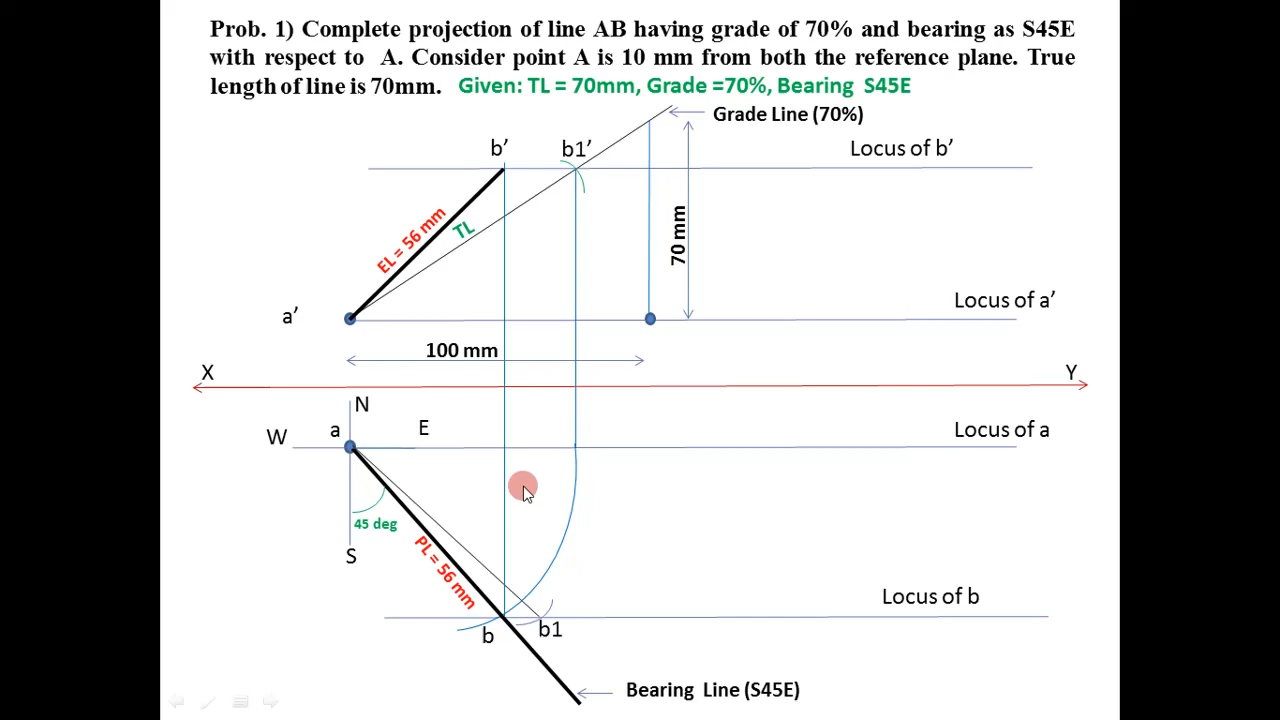 Prob. 1) Complete projection of line AB having grade of 70% and bearing as S45E
with respect to A. Consider point A is 10 mm from both the reference plane. True
length of line is 70mm. Given: TL = 70mm, Grade =70%, Bearing S45E
Grade Line (70%)
b’
b1’
Locus of b’
EL = 56 mm
TL
70 mm
a’
Locus of a’
100 mm
X
Y
N
W
a
E
Locus of a
45 deg
S
PL = 56 mm
Locus of b
b
b1
Bearing Line (S45E)